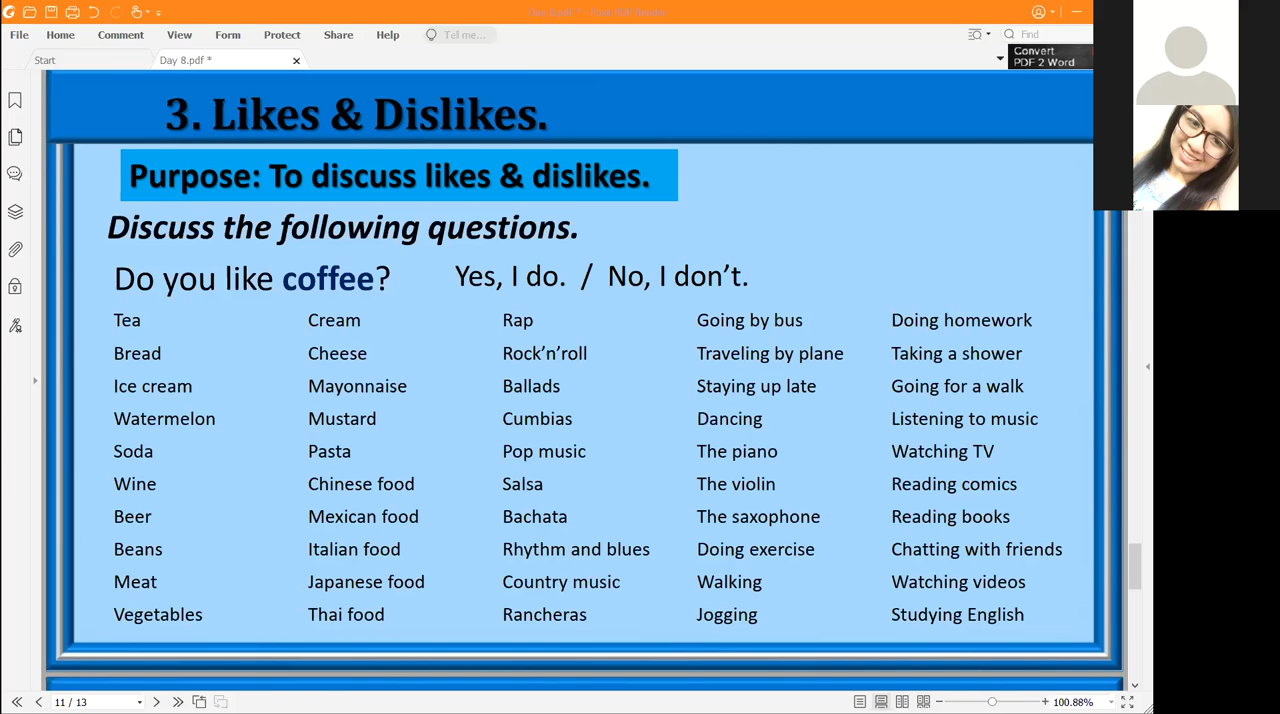 File Home Comment View Form Protect Share Help Tell me... Find
Convert
PDF 2 Word
Start Day 8.pdf *
3. Likes & Dislikes.
Purpose: To discuss likes & dislikes.
Discuss the following questions.
Do you like coffee? Yes, I do. / No, I don’t.
Tea Cream Rap Going by bus Doing homework
Bread Cheese Rock’n’roll Traveling by plane Taking a shower
Ice cream Mayonnaise Ballads Staying up late Going for a walk
Watermelon Mustard Cumbias Dancing Listening to music
Soda Pasta Pop music The piano Watching TV
Wine Chinese food Salsa The violin Reading comics
Beer Mexican food Bachata The saxophone Reading books
Beans Italian food Rhythm and blues Doing exercise Chatting with friends
Meat Japanese food Country music Walking Watching videos
Vegetables Thai food Rancheras Jogging Studying English
11 / 13 100.88%